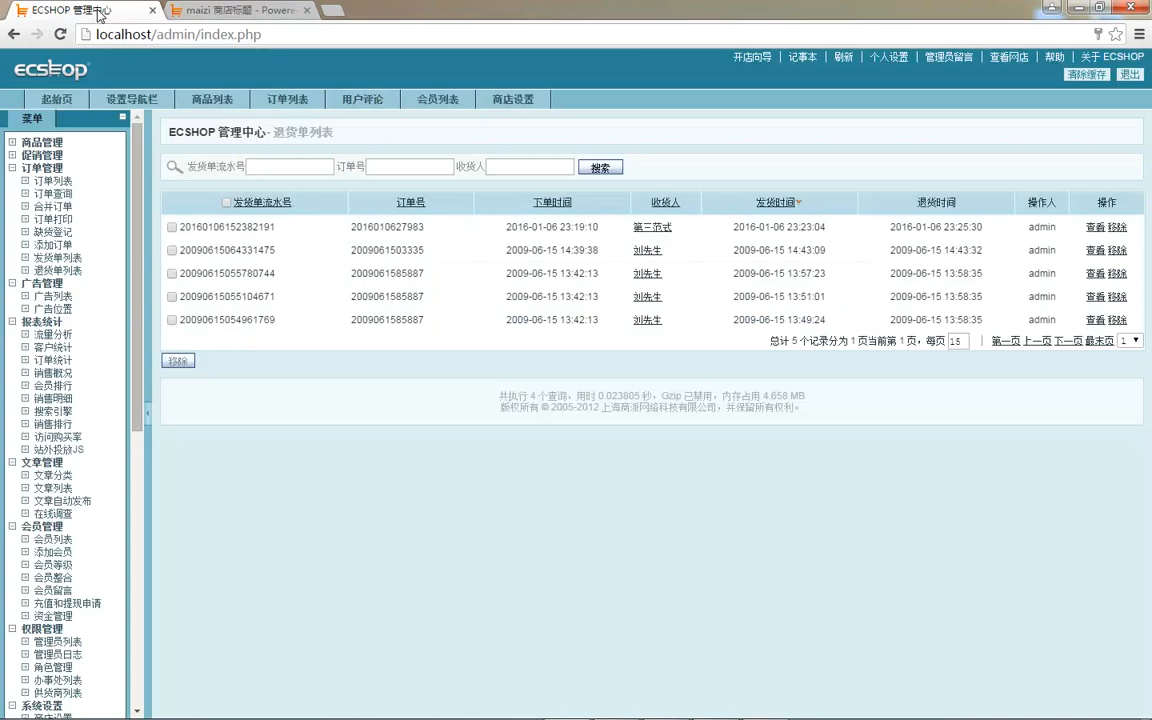 ECSHOP 管理中心
maizi 商店标题 - Powere
localhost/admin/index.php
ecshop
开店向导 | 记事本 | 刷新 | 个人设置 | 管理员留言 | 查看网店 | 帮助 | 关于 ECSHOP
清除缓存 退出
起始页 设置导航栏 商品列表 订单列表 用户评论 会员列表 商店设置
菜单
商品管理
促销管理
订单管理
订单列表
订单查询
合并订单
订单打印
缺货登记
添加订单
发货单列表
退货单列表
广告管理
广告列表
广告位置
报表统计
流量分析
客户统计
订单统计
销售概况
会员排行
销售明细
搜索引擎
销售排行
访问购买率
站外投放JS
文章管理
文章分类
文章列表
文章自动发布
在线调查
会员管理
会员列表
添加会员
会员等级
会员整合
会员留言
充值和提现申请
资金管理
权限管理
管理员列表
管理员日志
角色管理
办事处列表
供货商列表
系统设置
商店设置
ECSHOP 管理中心 - 退货单列表
发货单流水号 订单号 收货人 搜索
发货单流水号 订单号 下单时间 收货人 发货时间 退货时间 操作人 操作
20160106152382191 2016010627983 2016-01-06 23:19:10 第三范式 2016-01-06 23:23:04 2016-01-06 23:25:30 admin 查看 移除
20090615064331475 2009061503335 2009-06-15 14:39:38 刘先生 2009-06-15 14:43:09 2009-06-15 14:43:32 admin 查看 移除
20090615055780744 2009061585887 2009-06-15 13:42:13 刘先生 2009-06-15 13:57:23 2009-06-15 13:58:35 admin 查看 移除
20090615055104671 2009061585887 2009-06-15 13:42:13 刘先生 2009-06-15 13:51:01 2009-06-15 13:58:35 admin 查看 移除
20090615054961769 2009061585887 2009-06-15 13:42:13 刘先生 2009-06-15 13:49:24 2009-06-15 13:58:35 admin 查看 移除
总计 5 个记录分为 1 页当前第 1 页，每页 15 | 第一页 上一页 下一页 最末页 1
移除
共执行 4 个查询，用时 0.023805 秒，Gzip 已禁用，内存占用 4.658 MB
版权所有 © 2005-2012 上海商派网络科技有限公司，并保留所有权利。